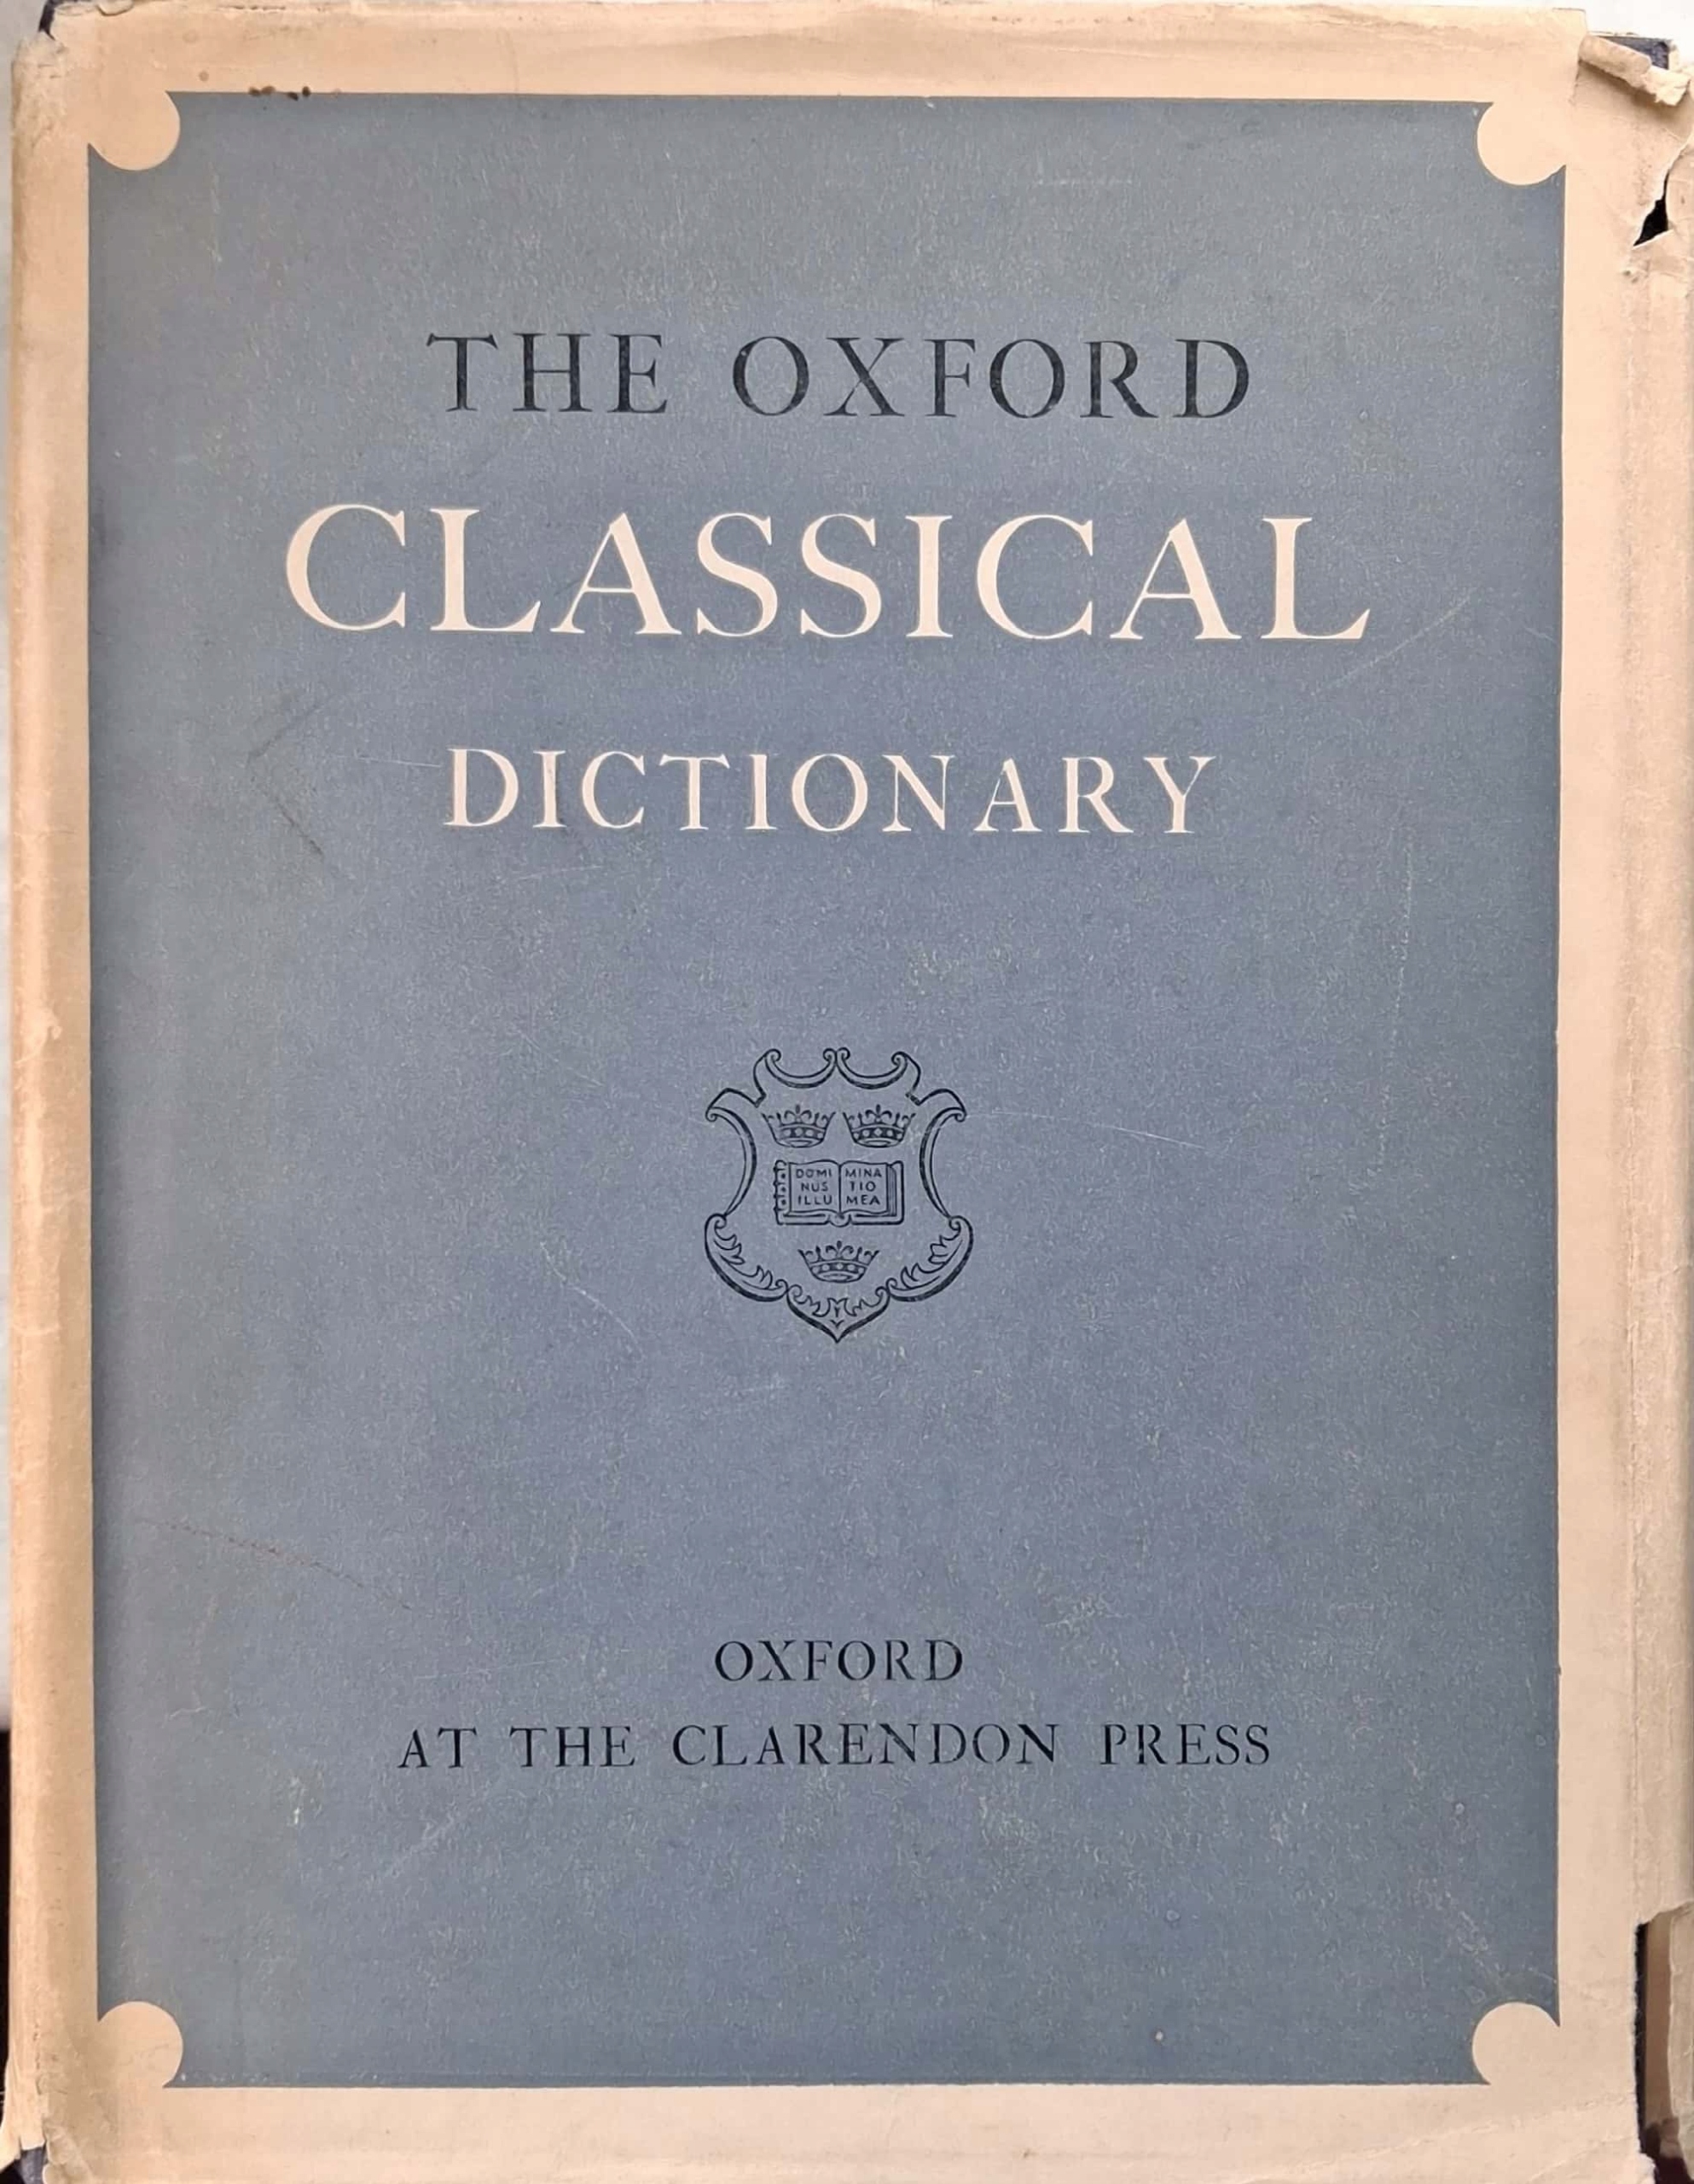 THE OXFORD
CLASSICAL
DICTIONARY
DOMI MINA
NUS TIO
ILLU MEA
OXFORD
AT THE CLARENDON PRESS